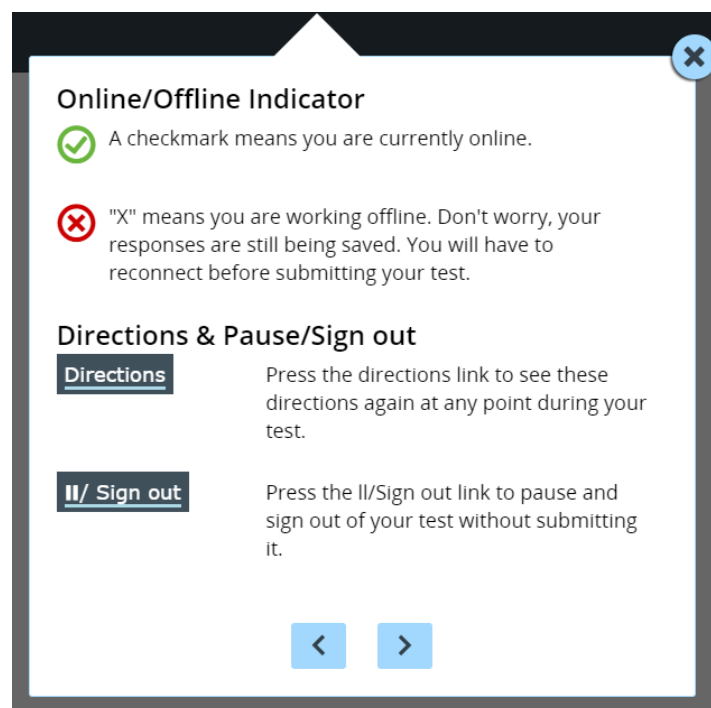 Online/Offline Indicator
A checkmark means you are currently online.
"X" means you are working offline. Don't worry, your
responses are still being saved. You will have to
reconnect before submitting your test.
Directions & Pause/Sign out
Directions
Press the directions link to see these
directions again at any point during your
test.
II/ Sign out
Press the ll/Sign out link to pause and
sign out of your test without submitting
it.